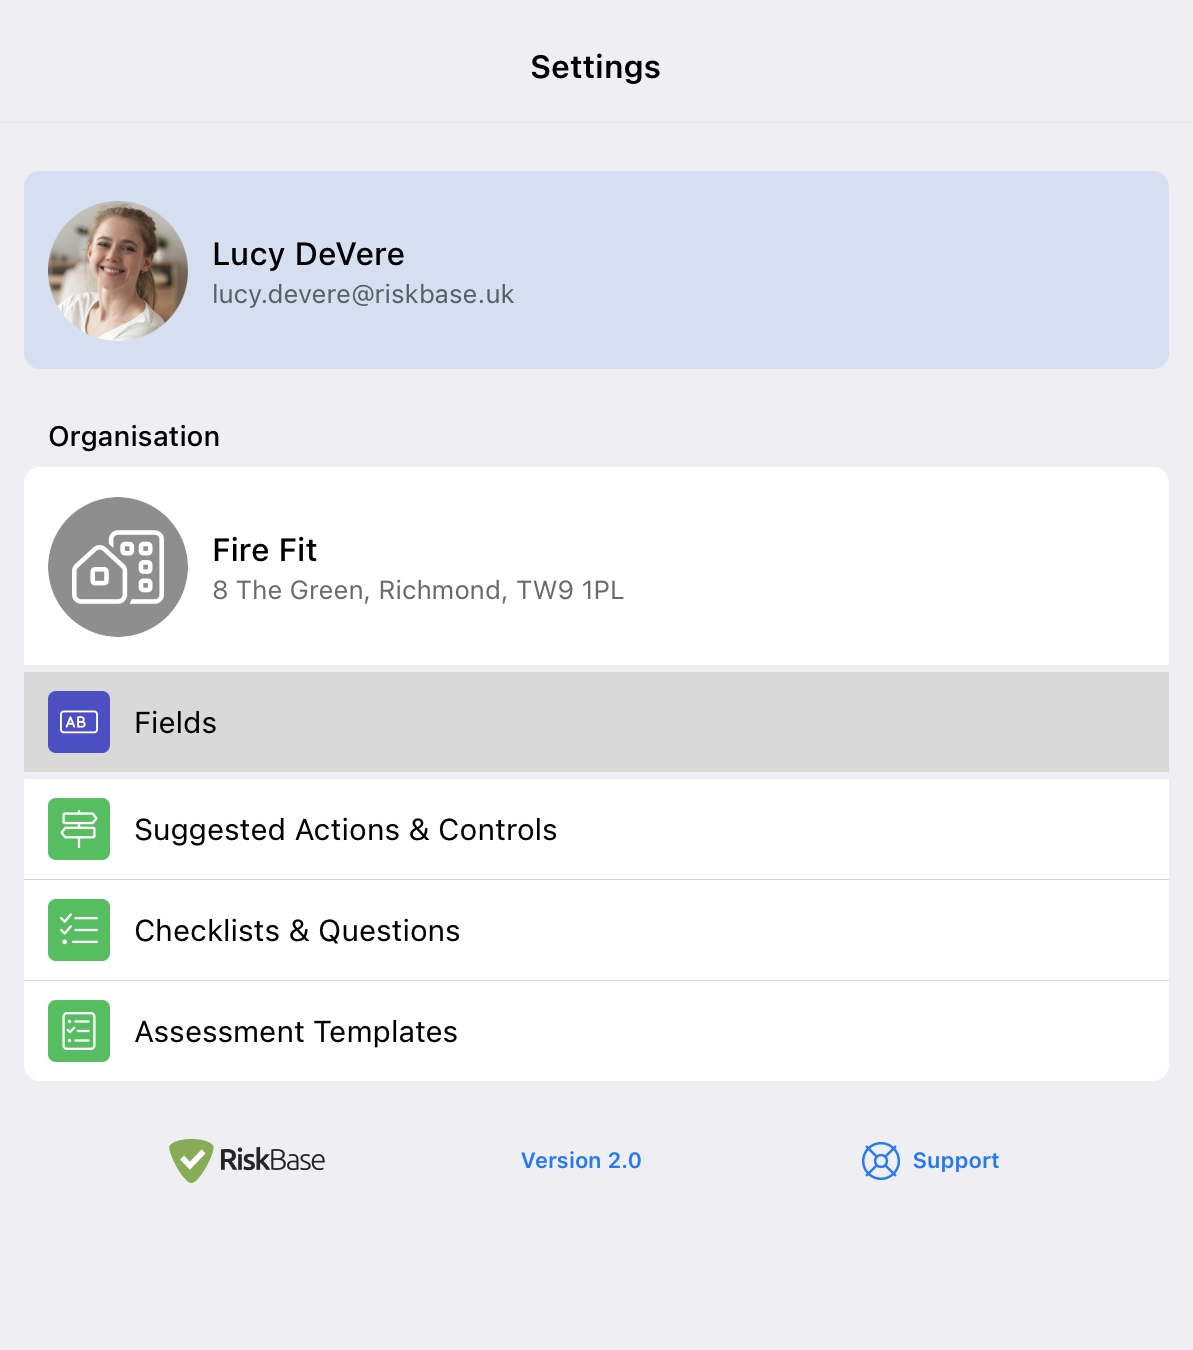 Settings
Lucy DeVere
lucy.devere@riskbase.uk
Organisation
Fire Fit
8 The Green, Richmond, TW9 1PL
AB
Fields
Suggested Actions & Controls
Checklists & Questions
Assessment Templates
RiskBase
Version 2.0
Support